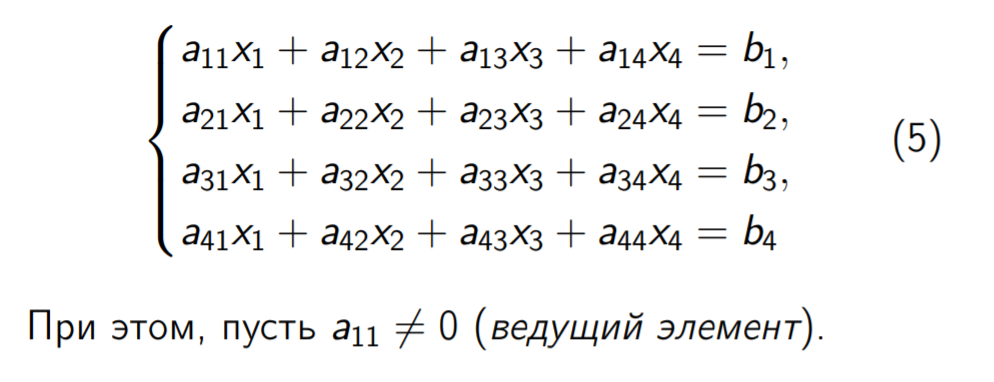 a₁₁x₁ + a₁₂x₂ + a₁₃x₃ + a₁₄x₄ = b₁,
a₂₁x₁ + a₂₂x₂ + a₂₃x₃ + a₂₄x₄ = b₂,
a₃₁x₁ + a₃₂x₂ + a₃₃x₃ + a₃₄x₄ = b₃,
a₄₁x₁ + a₄₂x₂ + a₄₃x₃ + a₄₄x₄ = b₄
(5)
При этом, пусть a₁₁ ≠ 0 (ведущий элемент).